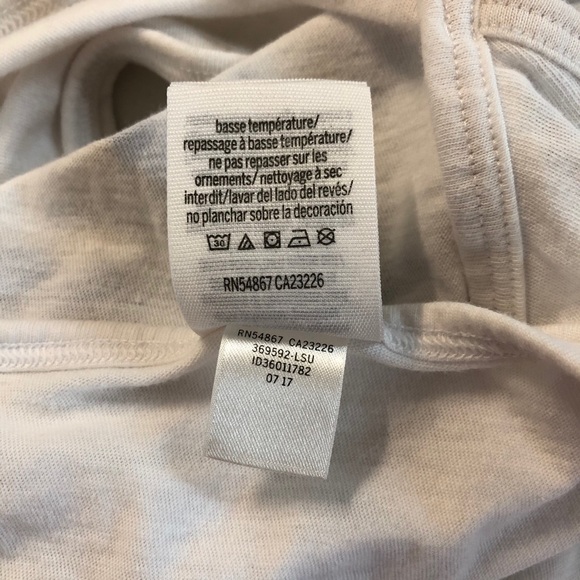 basse température/
repassage à basse température/
ne pas repasser sur les
ornements/nettoyage à sec
interdit/lavar del lado del revés/
no planchar sobre la decoración
30
RN54867 CA23226
RN54867 CA23226
369592-LSU
ID36011782
07 17